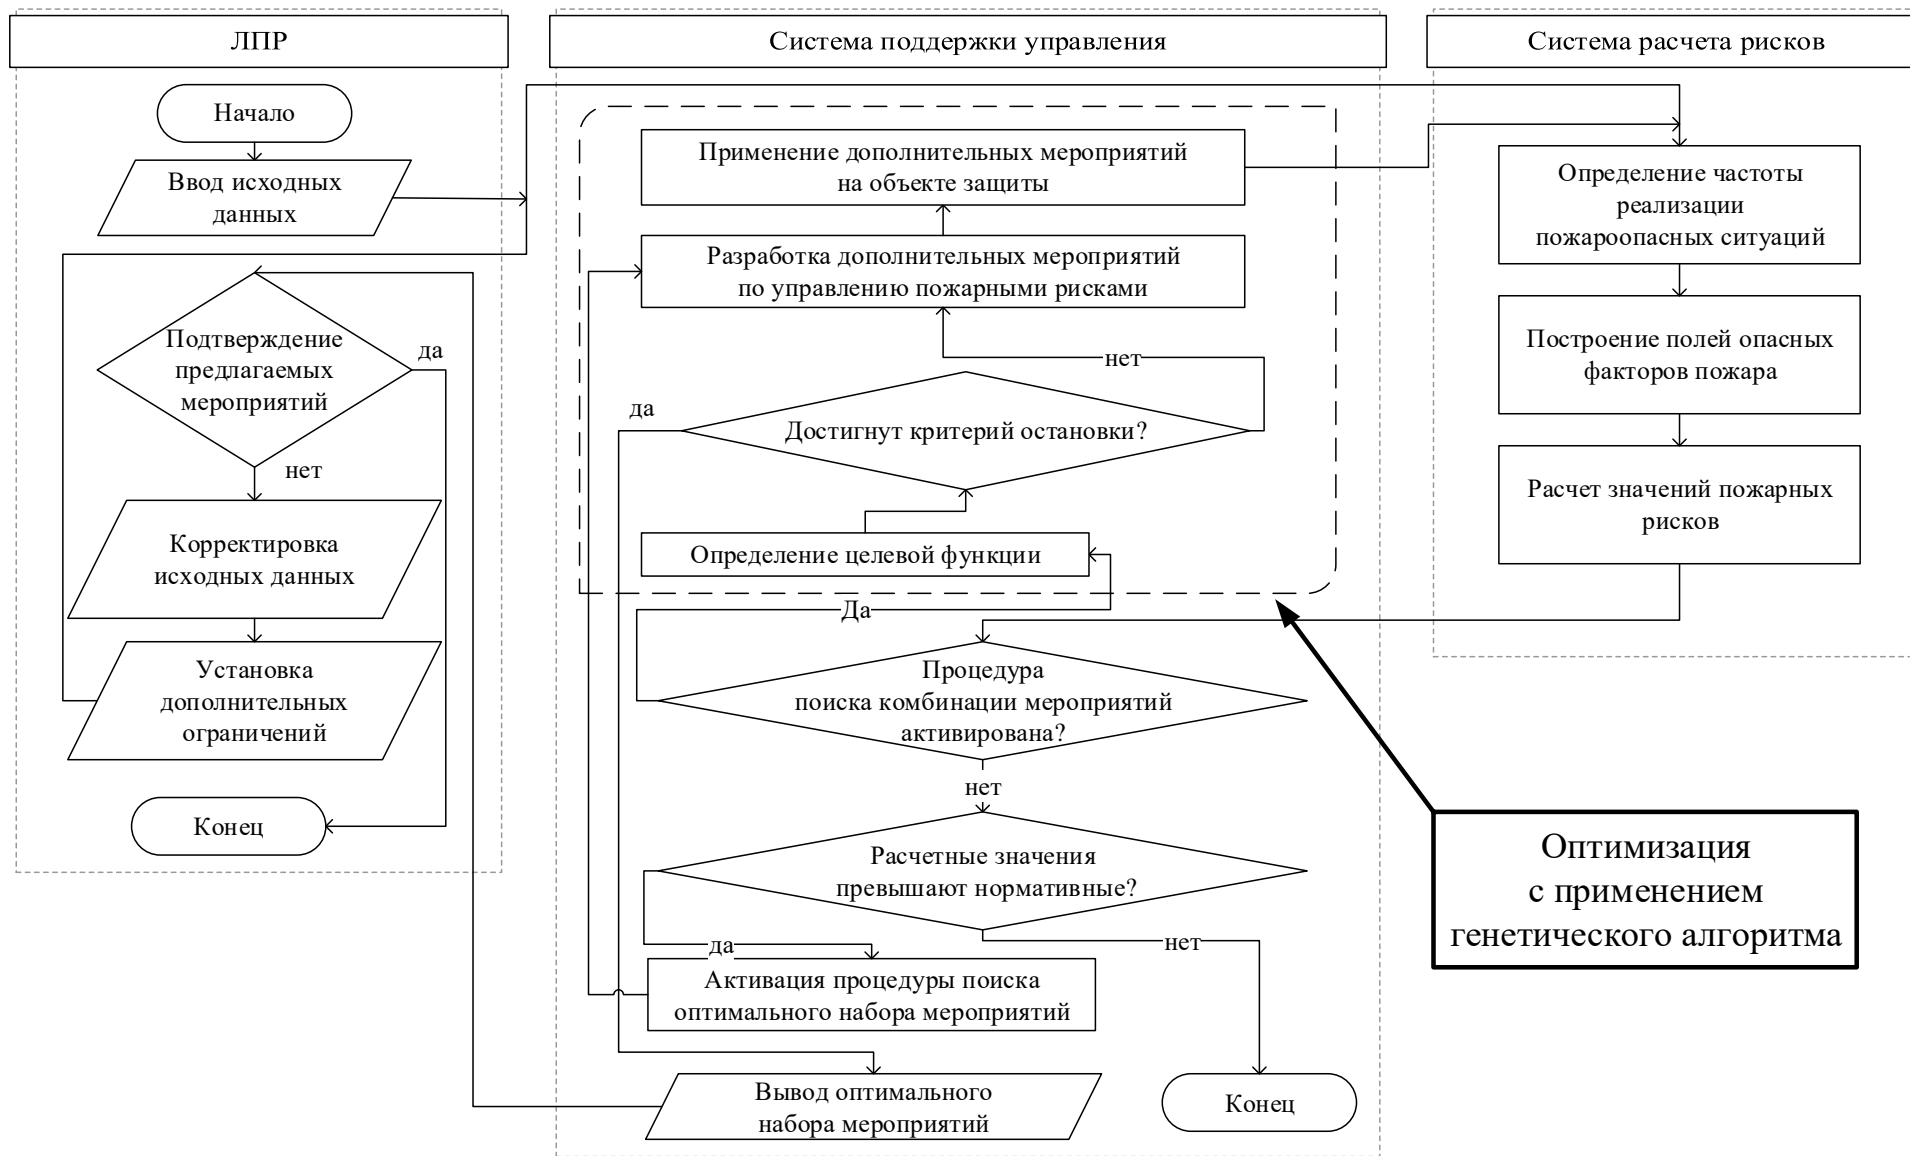 ЛПР
Система поддержки управления
Система расчета рисков
Начало
Ввод исходных
данных
Подтверждение
предлагаемых
мероприятий
да
нет
Корректировка
исходных данных
Установка
дополнительных
ограничений
Конец
Применение дополнительных мероприятий
на объекте защиты
Разработка дополнительных мероприятий
по управлению пожарными рисками
нет
да
Достигнут критерий остановки?
Определение целевой функции
Да
Процедура
поиска комбинации мероприятий
активирована?
нет
Расчетные значения
превышают нормативные?
да
нет
Активация процедуры поиска
оптимального набора мероприятий
Вывод оптимального
набора мероприятий
Конец
Определение частоты
реализации
пожароопасных ситуаций
Построение полей опасных
факторов пожара
Расчет значений пожарных
рисков
Оптимизация
с применением
генетического алгоритма